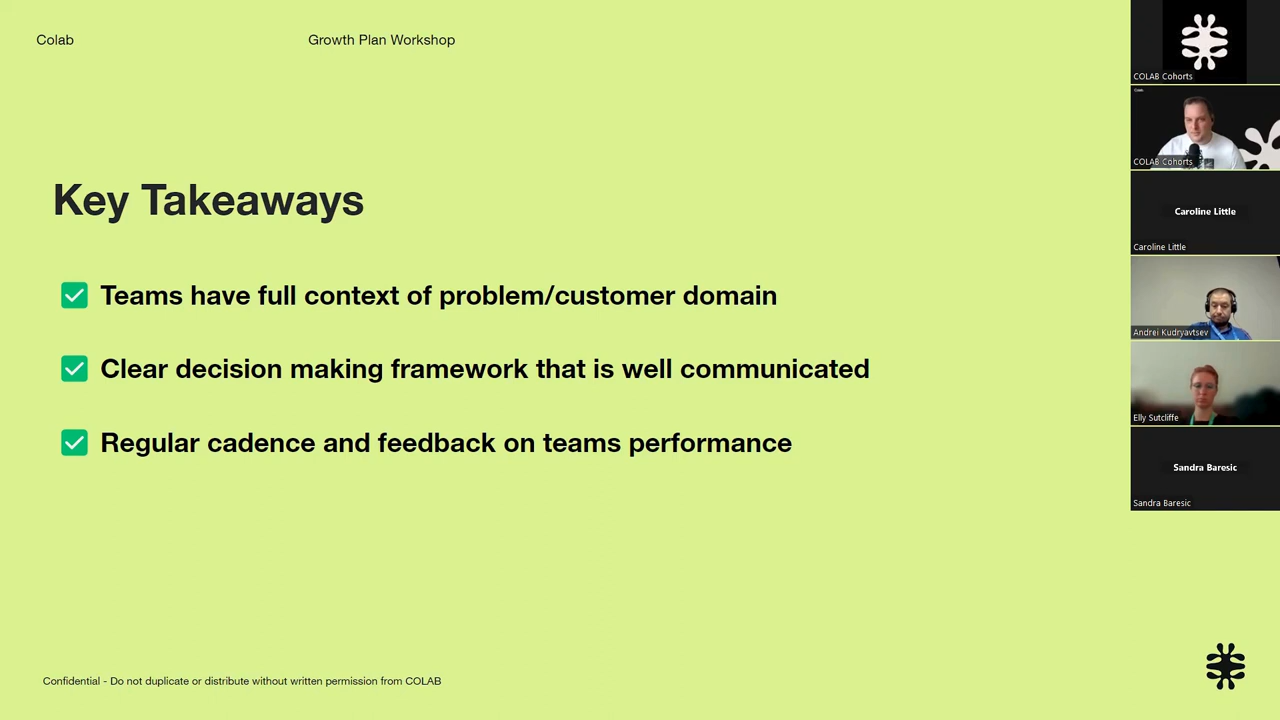 Colab
Growth Plan Workshop
Key Takeaways
Teams have full context of problem/customer domain
Clear decision making framework that is well communicated
Regular cadence and feedback on teams performance
Confidential - Do not duplicate or distribute without written permission from COLAB
COLAB Cohorts
COLAB Cohorts
Caroline Little
Caroline Little
Andrei Kudryavtsev
Elly Sutcliffe
Sandra Baresic
Sandra Baresic